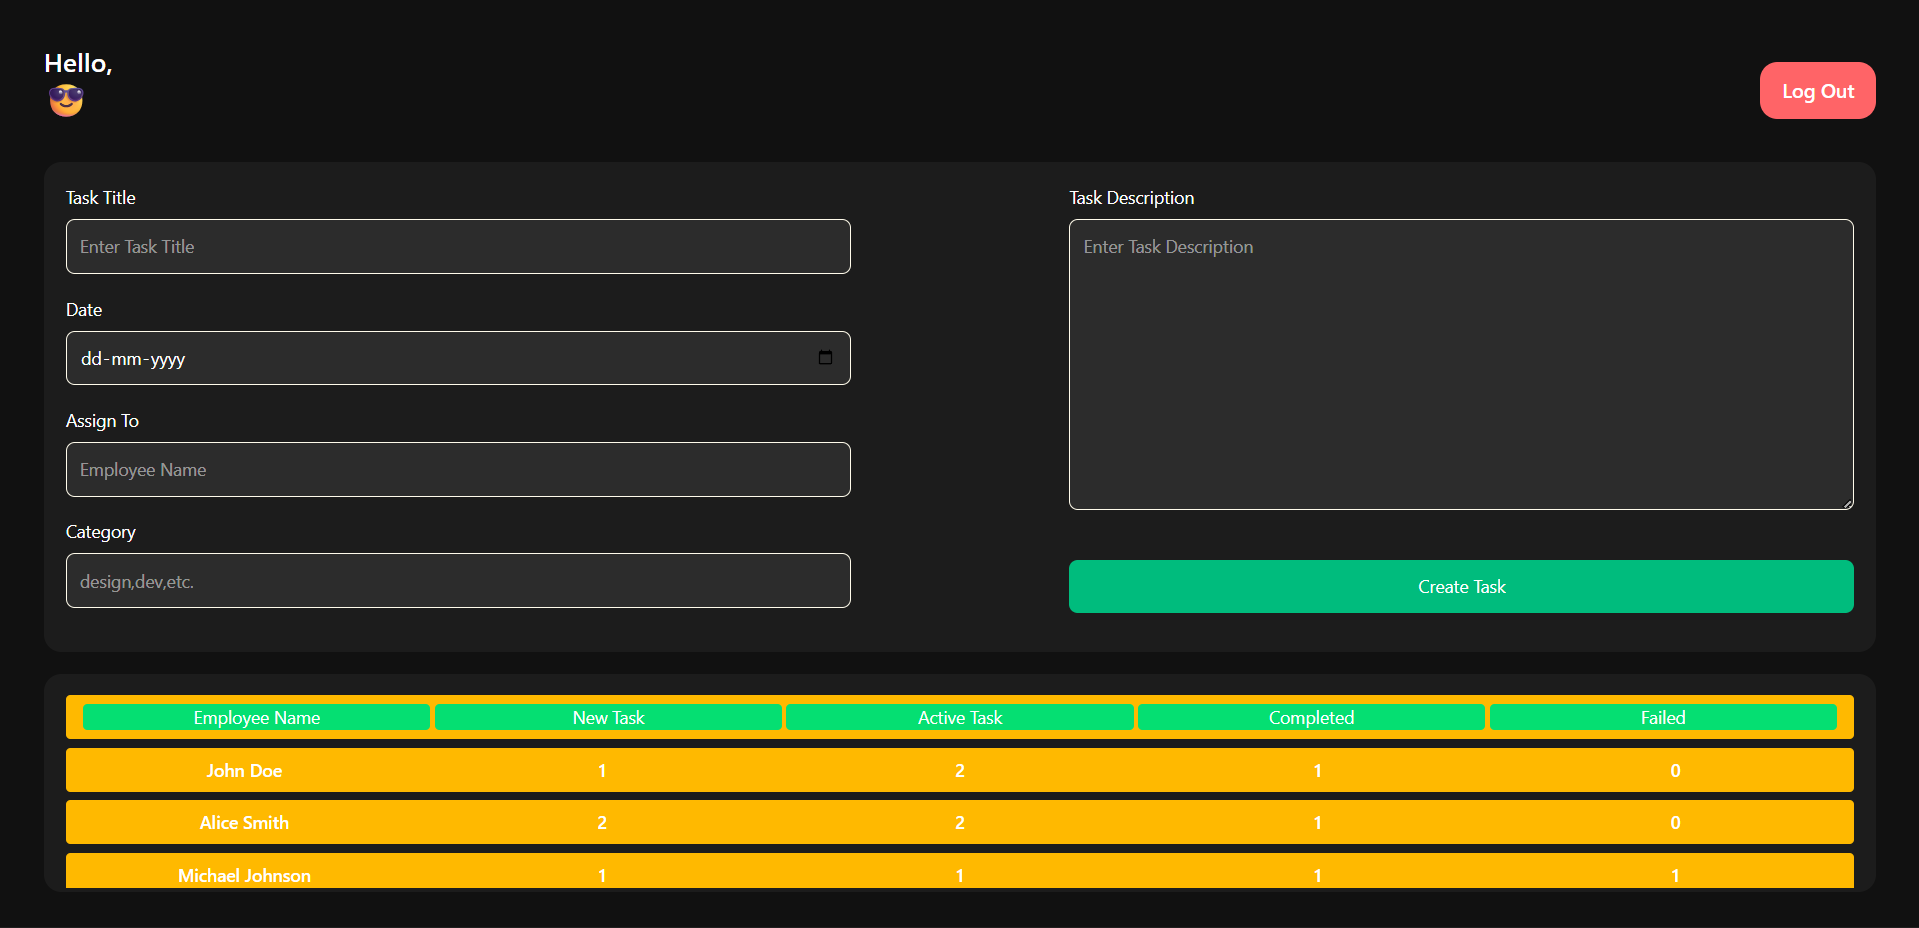 Hello,
😎
Log Out
Task Title
Enter Task Title
Date
dd-mm-yyyy
Assign To
Employee Name
Category
design,dev,etc.
Task Description
Enter Task Description
Create Task
Employee Name New Task Active Task Completed Failed
John Doe 1 2 1 0
Alice Smith 2 2 1 0
Michael Johnson 1 1 1 1